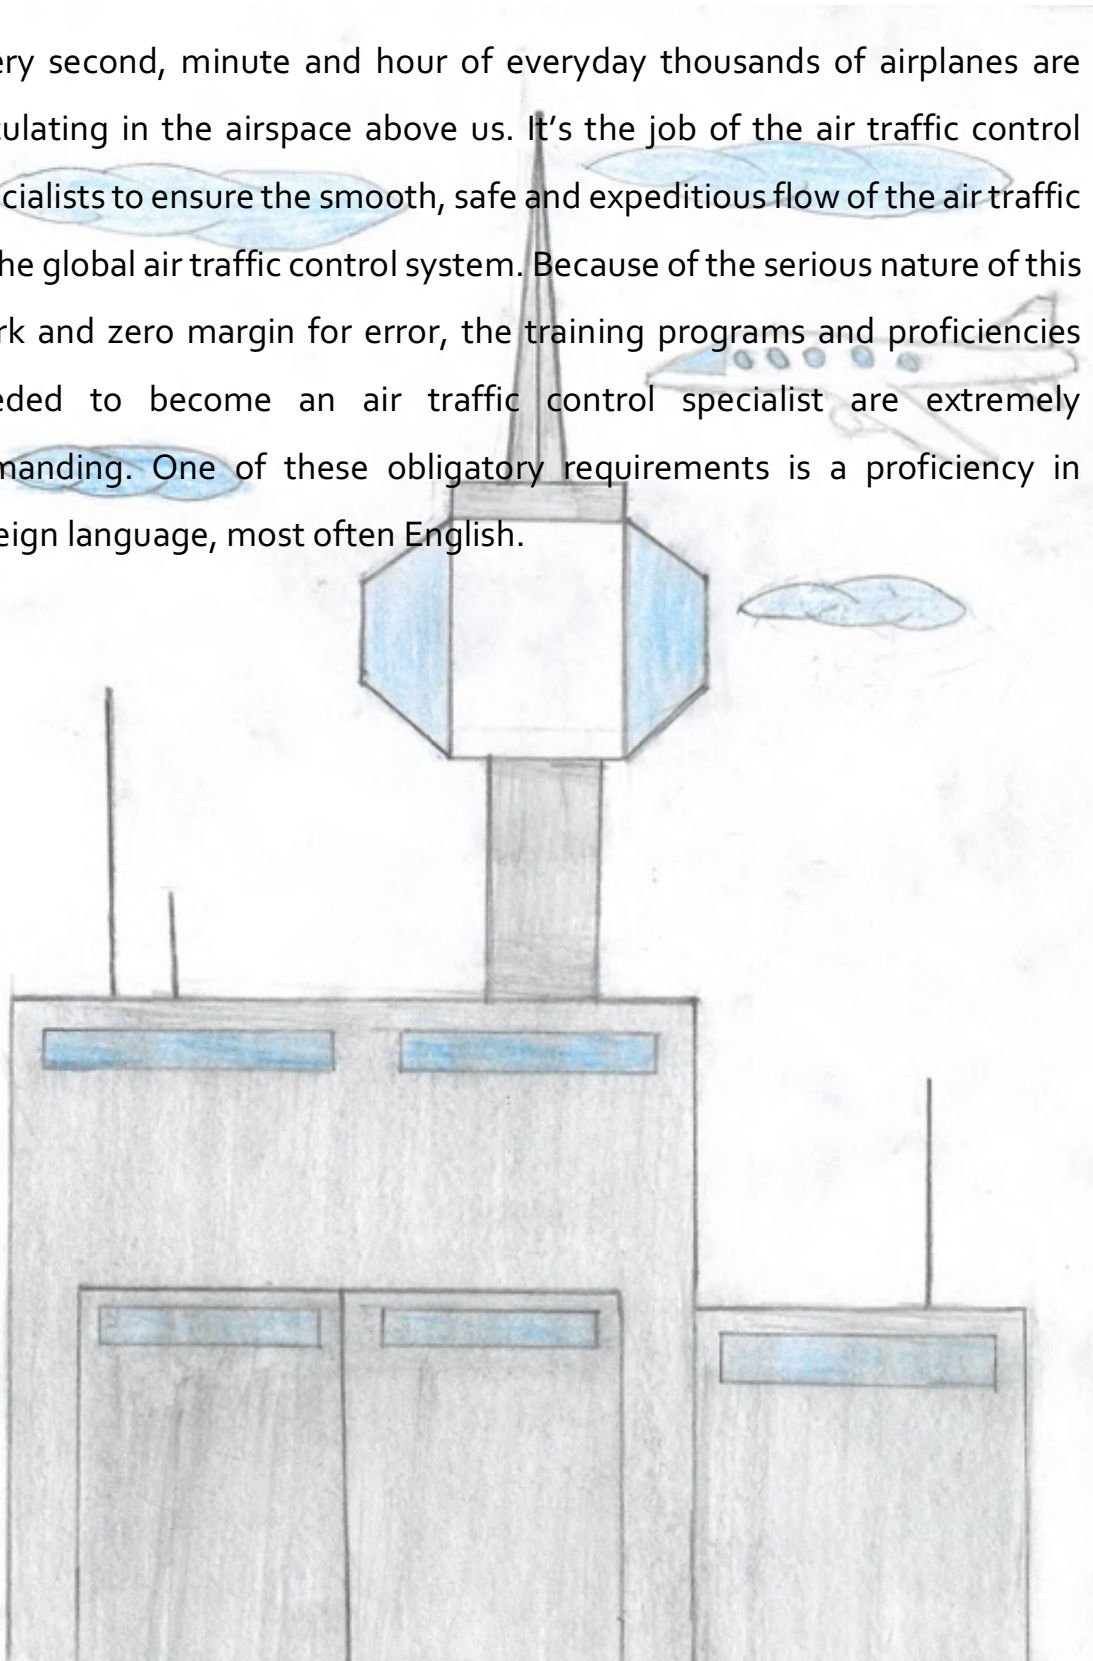 ery second, minute and hour of everyday thousands of airplanes are
ulating in the airspace above us. It's the job of the air traffic control
cialists to ensure the smooth, safe and expeditious flow of the air traffic
he global air traffic control system. Because of the serious nature of this
rk and zero margin for error, the training programs and proficiencies
eded to become an air traffic control specialist are extremely
manding. One of these obligatory requirements is a proficiency in
eign language, most often English.